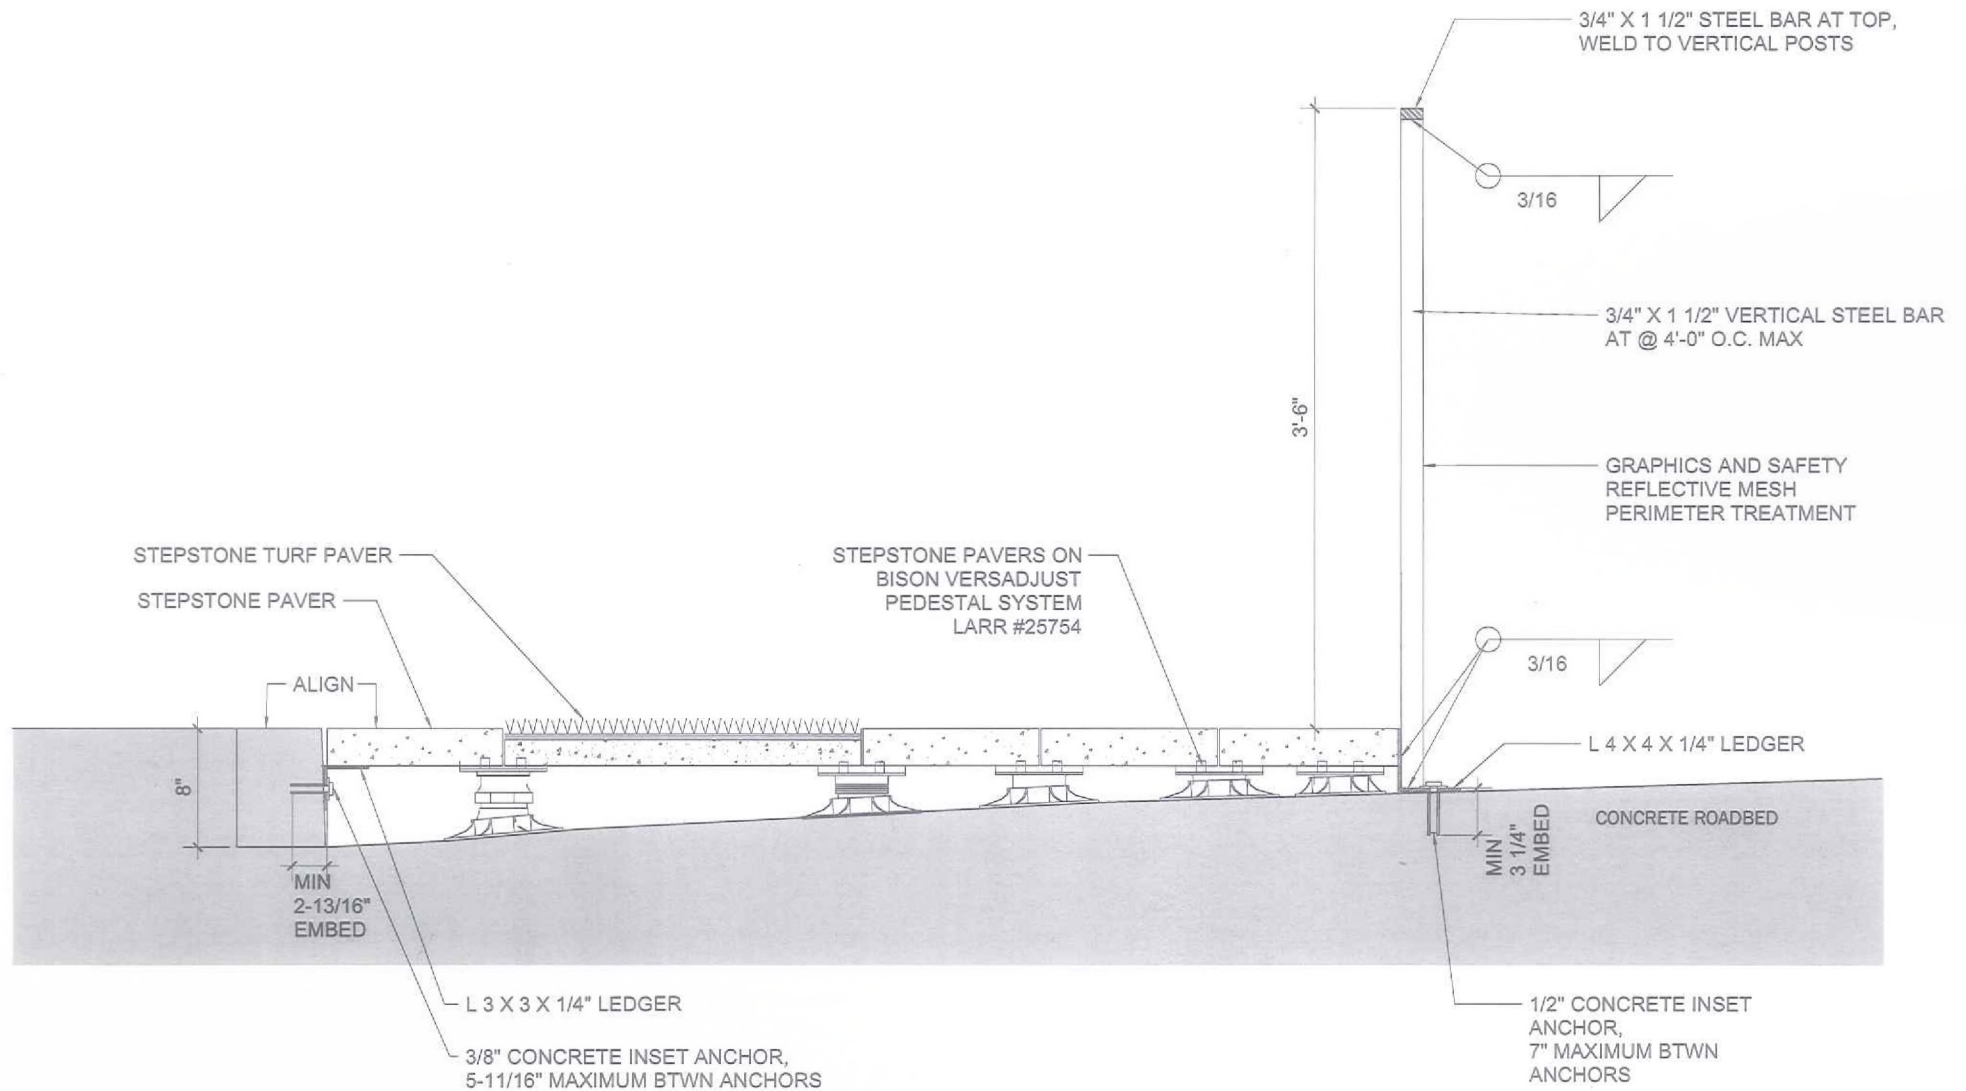 3/4" X 1 1/2" STEEL BAR AT TOP,
WELD TO VERTICAL POSTS
3/16
3/4" X 1 1/2" VERTICAL STEEL BAR
AT @ 4'-0" O.C. MAX
3'-6"
GRAPHICS AND SAFETY
REFLECTIVE MESH
PERIMETER TREATMENT
STEPSTONE TURF PAVER
STEPSTONE PAVER
STEPSTONE PAVERS ON
BISON VERSADJUST
PEDESTAL SYSTEM
LARR #25754
3/16
ALIGN
L 4 X 4 X 1/4" LEDGER
8"
CONCRETE ROADBED
MIN
3 1/4"
EMBED
MIN
2-13/16"
EMBED
L 3 X 3 X 1/4" LEDGER
3/8" CONCRETE INSET ANCHOR,
5-11/16" MAXIMUM BTWN ANCHORS
1/2" CONCRETE INSET
ANCHOR,
7" MAXIMUM BTWN
ANCHORS